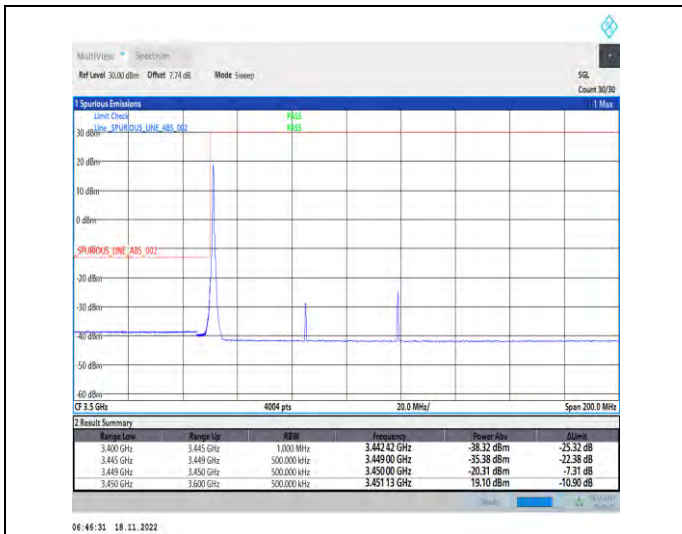 MultiView Spectrum
Ref Level 30.00 dBm Offset 7.74 dB Mode Sweep SGL
Count 30/30
1 Spurious Emissions 1 Max
Limit Check PASS
Line _SPURIOUS_LINE_ABS_002 PASS
30 dBm
20 dBm
10 dBm
0 dBm
_SPURIOUS_LINE_ABS_002
-20 dBm
-30 dBm
-40 dBm
-50 dBm
-60 dBm
CF 3.5 GHz 4004 pts 20.0 MHz/ Span 200.0 MHz
2 Result Summary
Range Low Range Up RBW Frequency Power Abs ΔLimit
3.400 GHz 3.445 GHz 1.000 MHz 3.442 42 GHz -38.32 dBm -25.32 dB
3.445 GHz 3.449 GHz 500.000 kHz 3.449 00 GHz -35.38 dBm -22.38 dB
3.449 GHz 3.450 GHz 500.000 kHz 3.450 00 GHz -20.31 dBm -7.31 dB
3.450 GHz 3.600 GHz 500.000 kHz 3.451 13 GHz 19.10 dBm -10.90 dB
06:46:31 18.11.2022